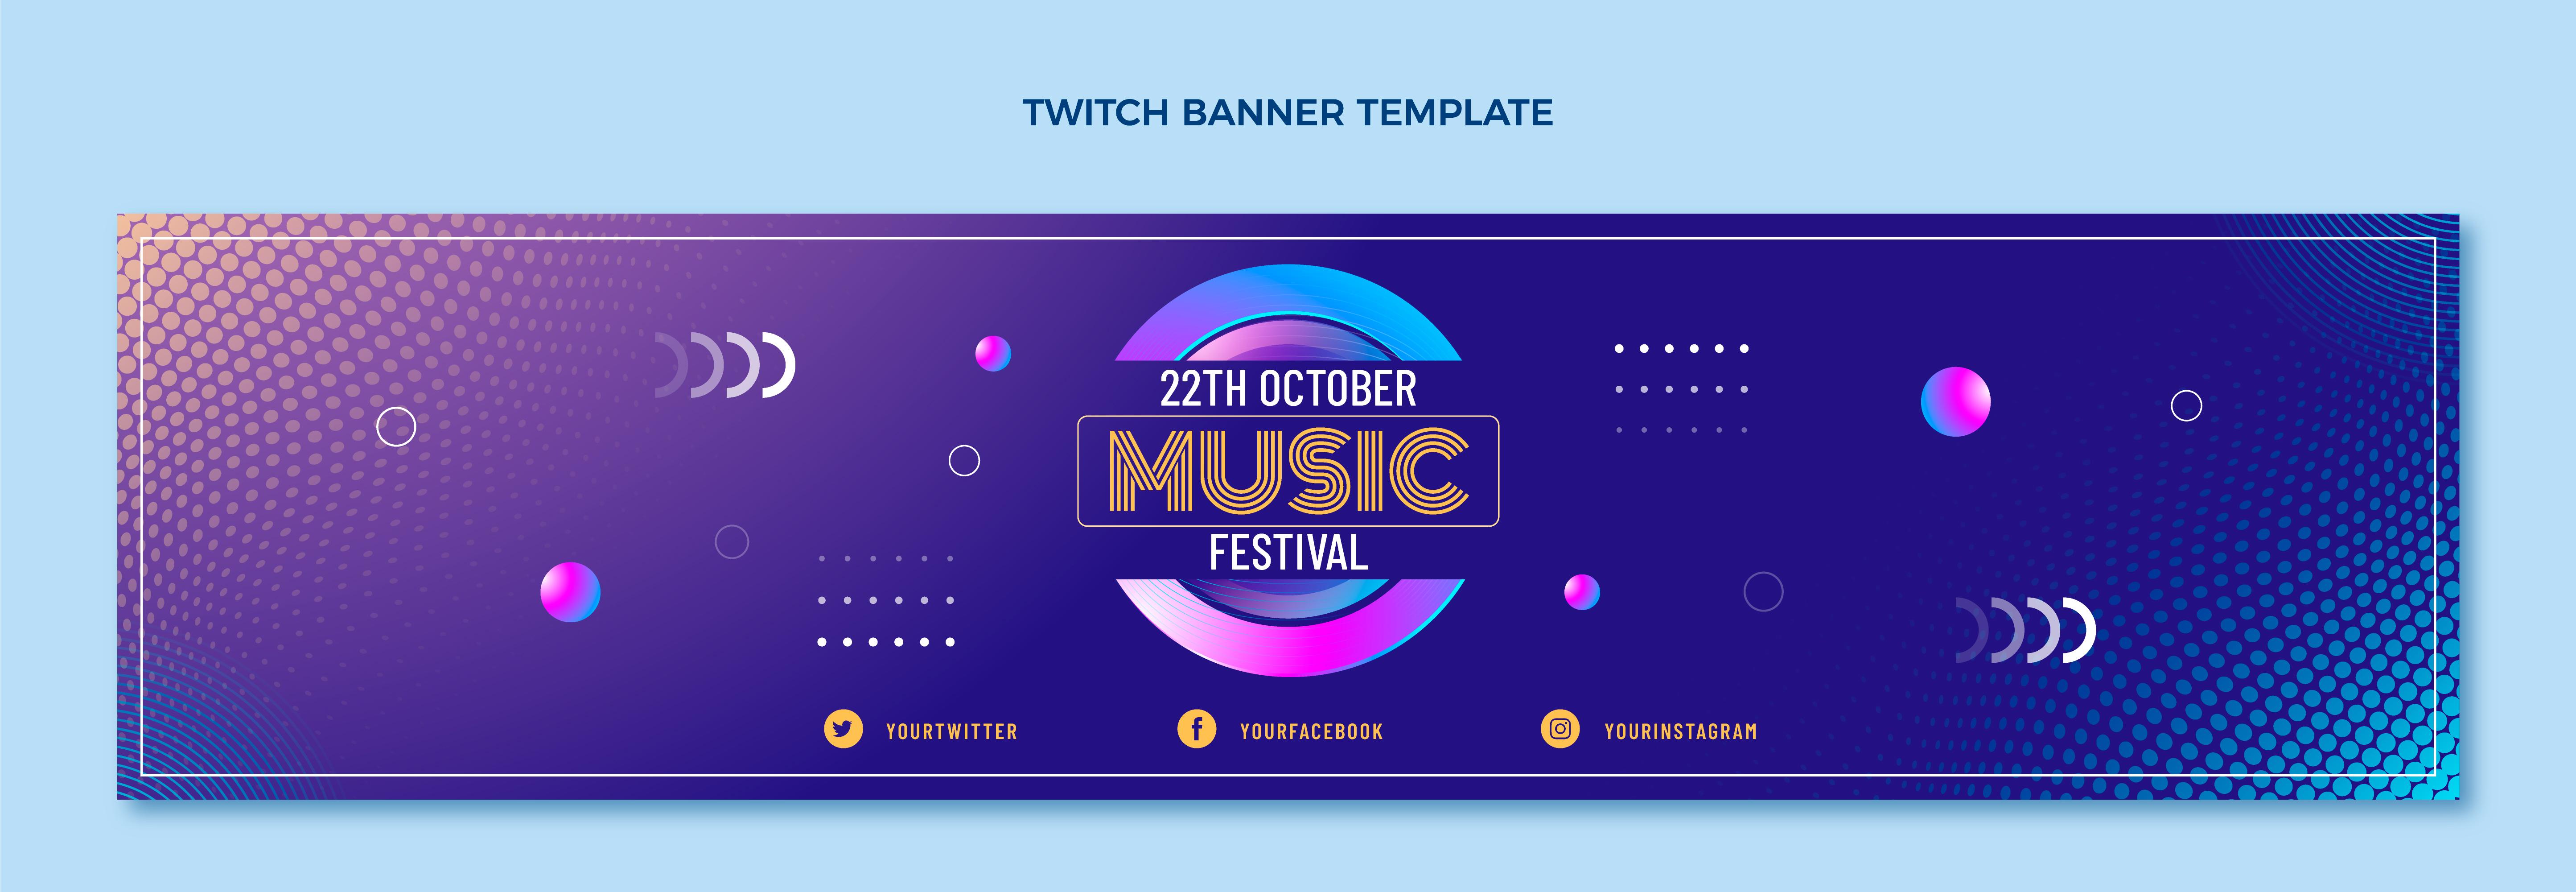 TWITCH BANNER TEMPLATE
22TH OCTOBER
MUSIC
FESTIVAL
YOURTWITTER
YOURFACEBOOK
YOURINSTAGRAM